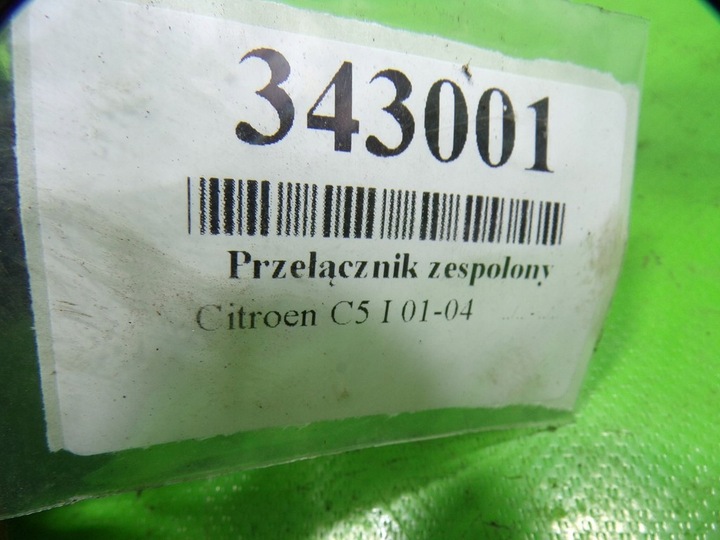 343001
Przełącznik zespolony
Citroen C5 I 01-04